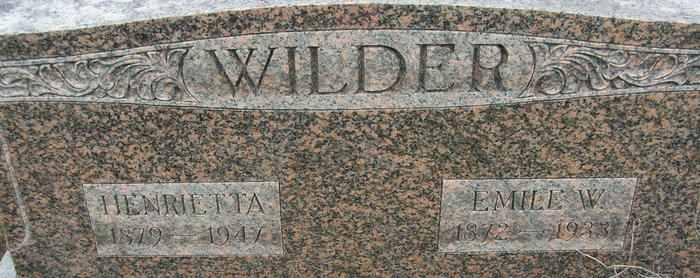 WILDER
HENRIETTA
1879 — 1947
EMILE W.
1872 — 1933